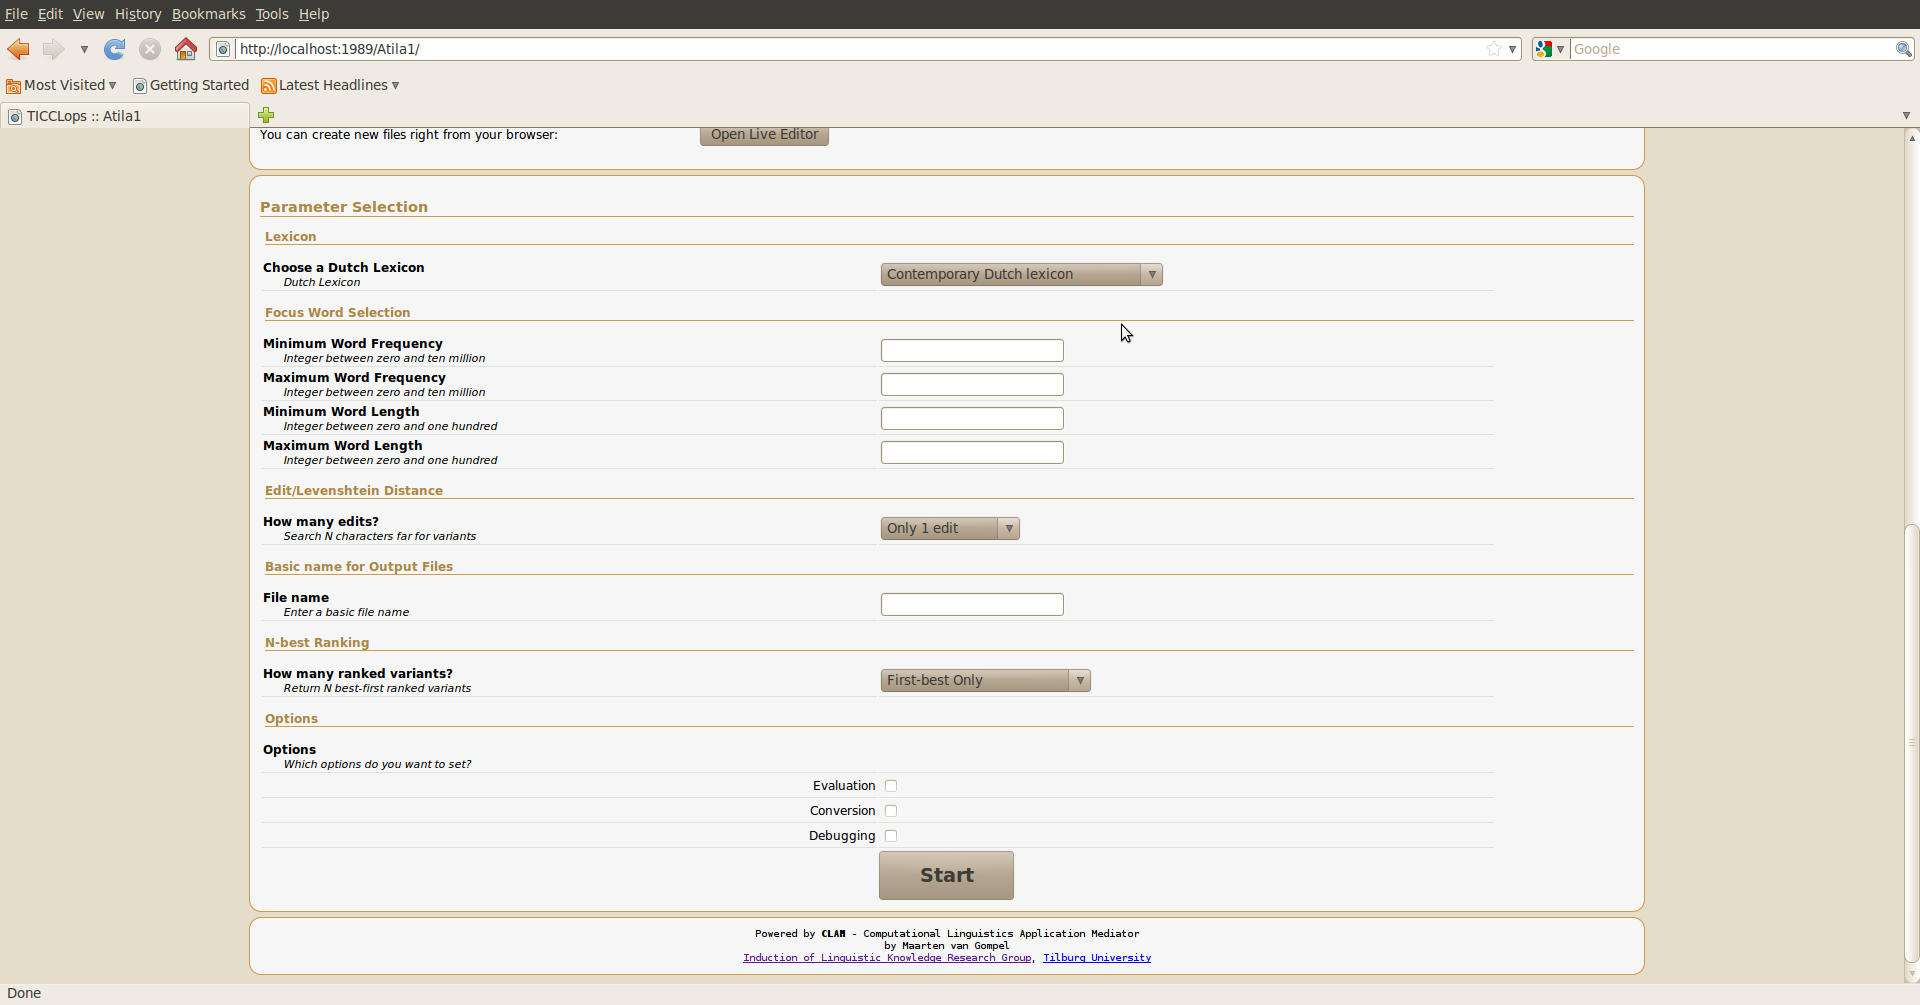 File Edit View History Bookmarks Tools Help
http://localhost:1989/Atila1/
Google
Most Visited Getting Started Latest Headlines
TICCLops :: Atila1
You can create new files right from your browser: Open Live Editor
Parameter Selection
Lexicon
Choose a Dutch Lexicon
Contemporary Dutch lexicon
Dutch Lexicon
Focus Word Selection
Minimum Word Frequency
Integer between zero and ten million
Maximum Word Frequency
Integer between zero and ten million
Minimum Word Length
Integer between zero and one hundred
Maximum Word Length
Integer between zero and one hundred
Edit/Levenshtein Distance
How many edits?
Only 1 edit
Search N characters far for variants
Basic name for Output Files
File name
Enter a basic file name
N-best Ranking
How many ranked variants?
First-best Only
Return N best-first ranked variants
Options
Options
Which options do you want to set?
Evaluation
Conversion
Debugging
Start
Powered by CLAM - Computational Linguistics Application Mediator
by Maarten van Gompel
Induction of Linguistic Knowledge Research Group, Tilburg University
Done